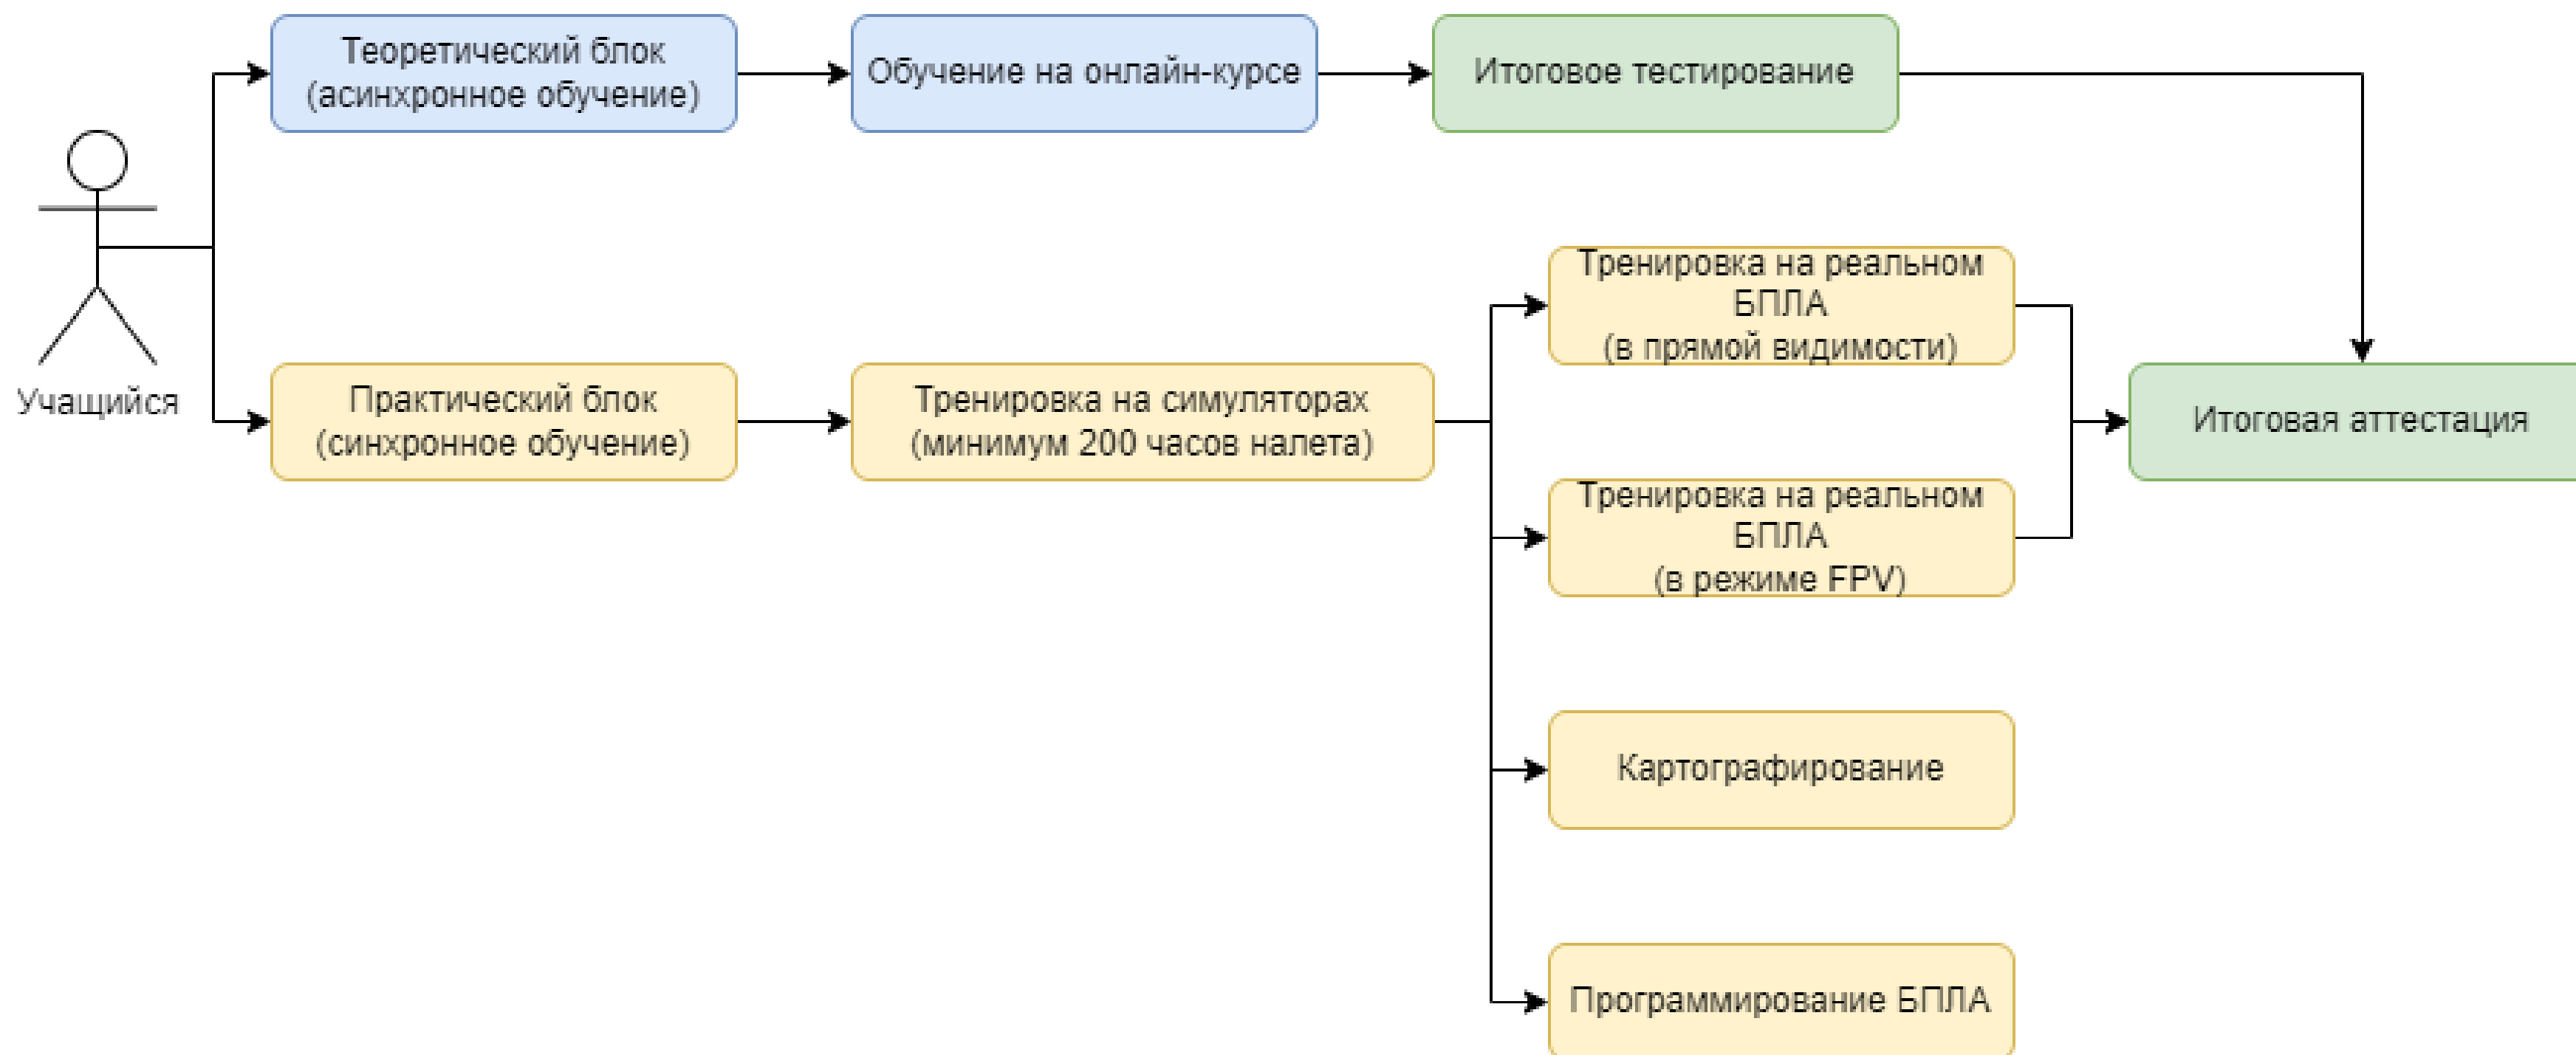 Теоретический блок
(асинхронное обучение)
Обучение на онлайн-курсе
Итоговое тестирование
Учащийся
Практический блок
(синхронное обучение)
Тренировка на симуляторах
(минимум 200 часов налета)
Тренировка на реальном
БПЛА
(в прямой видимости)
Тренировка на реальном
БПЛА
(в режиме FPV)
Картографирование
Программирование БПЛА
Итоговая аттестация